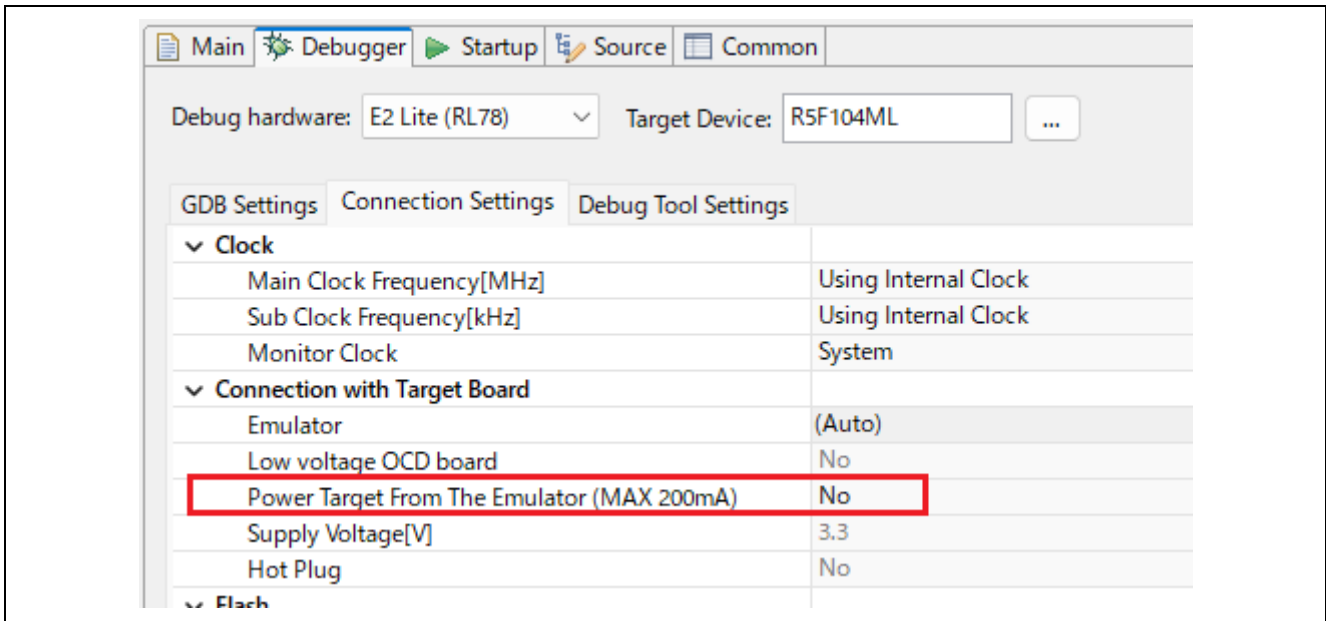 Main Debugger Startup Source Common
Debug hardware: E2 Lite (RL78) Target Device: R5F104ML ...
GDB Settings Connection Settings Debug Tool Settings
Clock
Main Clock Frequency[MHz] Using Internal Clock
Sub Clock Frequency[kHz] Using Internal Clock
Monitor Clock System
Connection with Target Board
Emulator (Auto)
Low voltage OCD board No
Power Target From The Emulator (MAX 200mA) No
Supply Voltage[V] 3.3
Hot Plug No
Flash